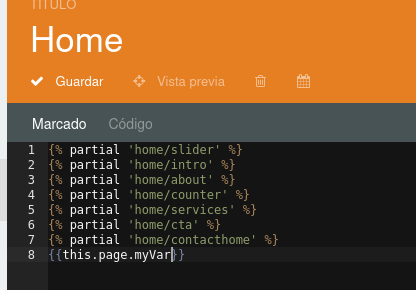 TÍTULO
Home
Guardar Vista previa
Marcado Código
1 {% partial 'home/slider' %}
2 {% partial 'home/intro' %}
3 {% partial 'home/about' %}
4 {% partial 'home/counter' %}
5 {% partial 'home/services' %}
6 {% partial 'home/cta' %}
7 {% partial 'home/contacthome' %}
8 {{this.page.myVar}}